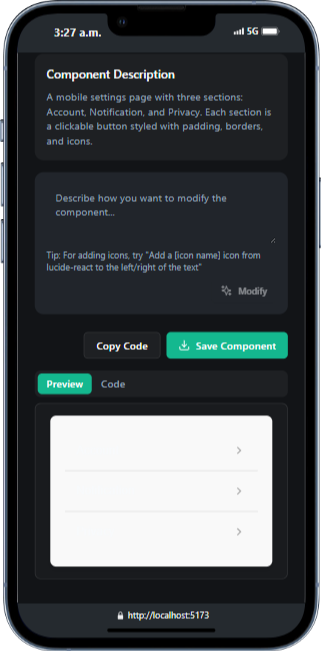 3:27 a.m.
5G
Component Description
A mobile settings page with three sections:
Account, Notification, and Privacy. Each section
is a clickable button styled with padding, borders,
and icons.
Describe how you want to modify the
component...
Tip: For adding icons, try "Add a [icon name] icon from
lucide-react to the left/right of the text"
Modify
Copy Code
Save Component
Preview
Code
http://localhost:5173